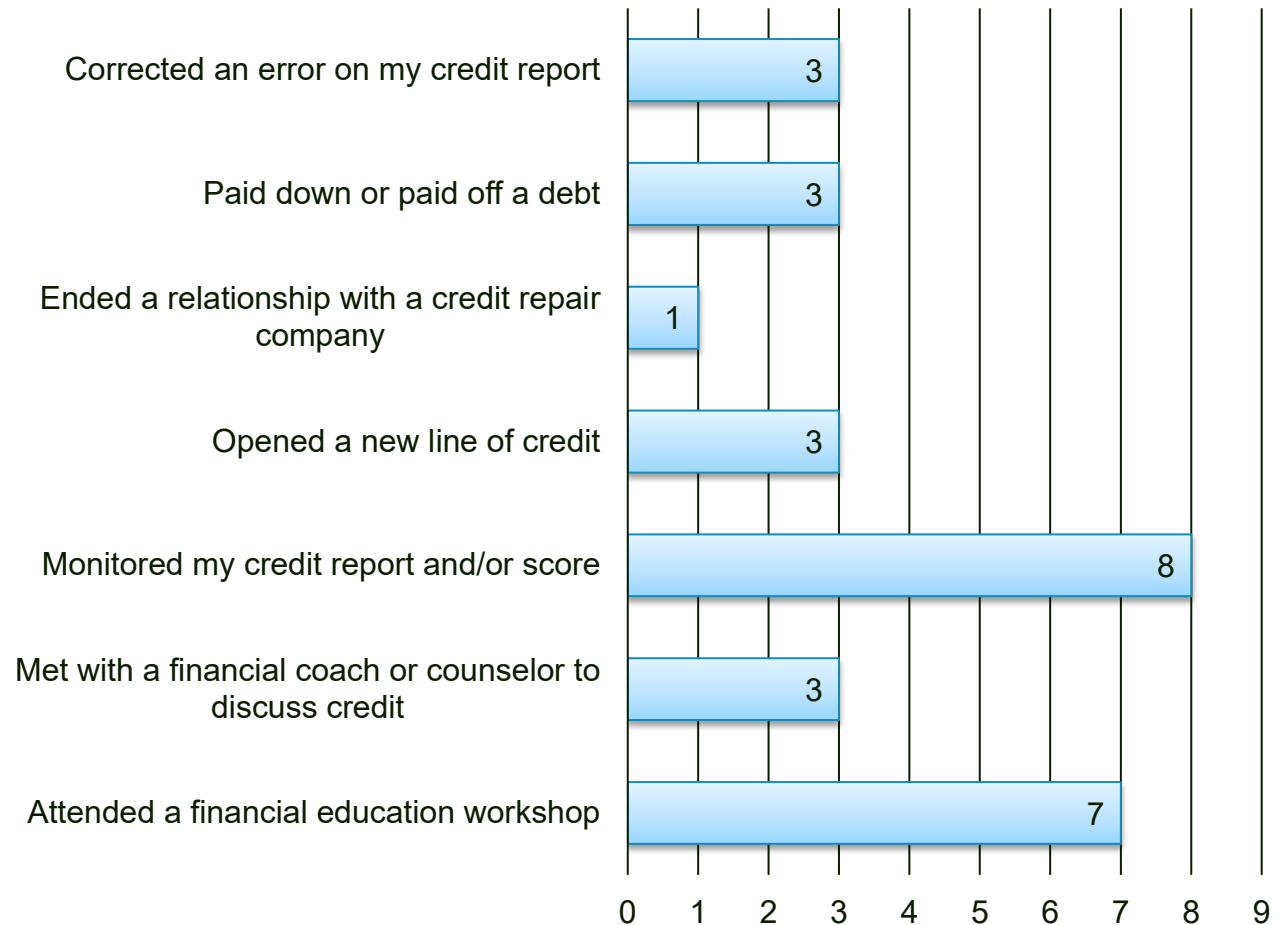 Corrected an error on my credit report
3
Paid down or paid off a debt
3
Ended a relationship with a credit repair
company
1
Opened a new line of credit
3
Monitored my credit report and/or score
8
Met with a financial coach or counselor to
discuss credit
3
Attended a financial education workshop
7
0 1 2 3 4 5 6 7 8 9